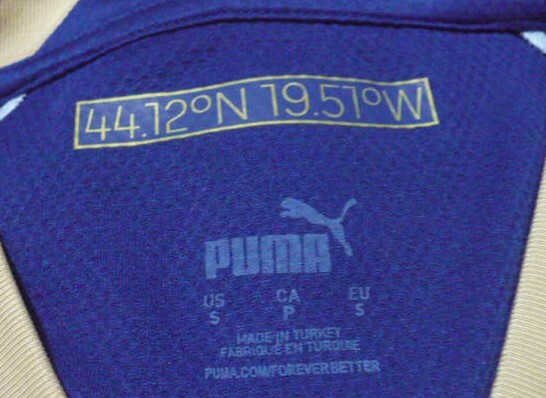 44.12°N 19.51°W
PUMA
US CA EU
S P S
MADE IN TURKEY
FABRIQUÉ EN TURQUIE
PUMA.COM/FOREVERBETTER